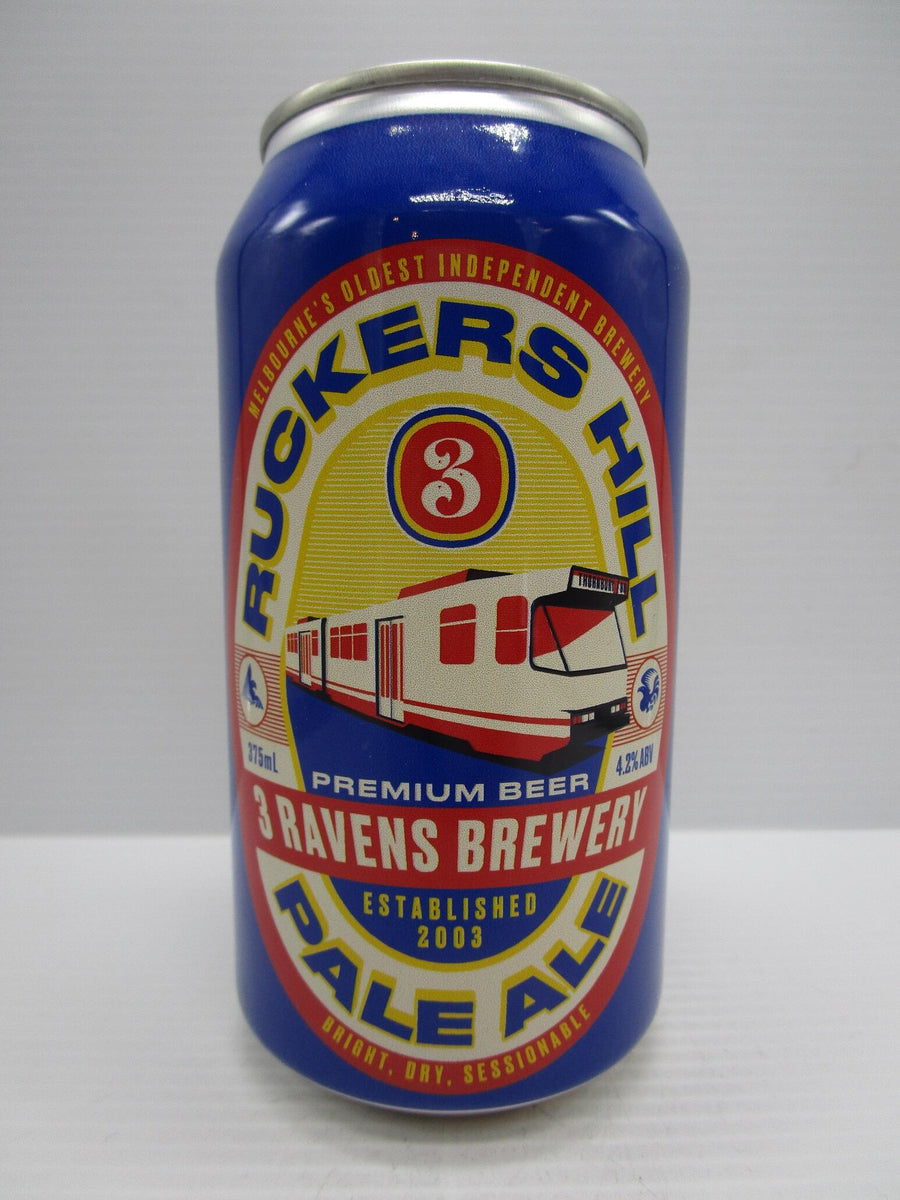 MELBOURNE'S OLDEST INDEPENDENT BREWERY
RUCKERS HILL
3
THORNBURY
375mL
4.2% ABV
PREMIUM BEER
3 RAVENS BREWERY
ESTABLISHED
2003
PALE ALE
BRIGHT, DRY, SESSIONABLE